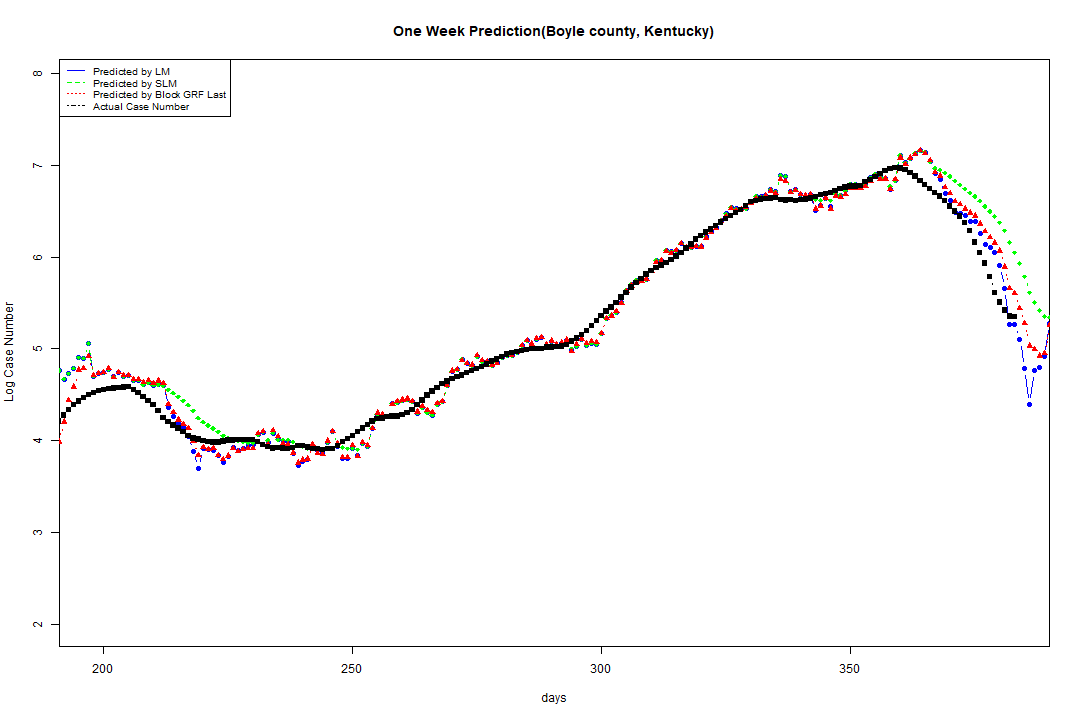 One Week Prediction(Boyle county, Kentucky)
Predicted by LM
Predicted by SLM
Predicted by Block GRF Last
Actual Case Number
8
7
6
5
4
3
2
Log Case Number
200
250
300
350
days